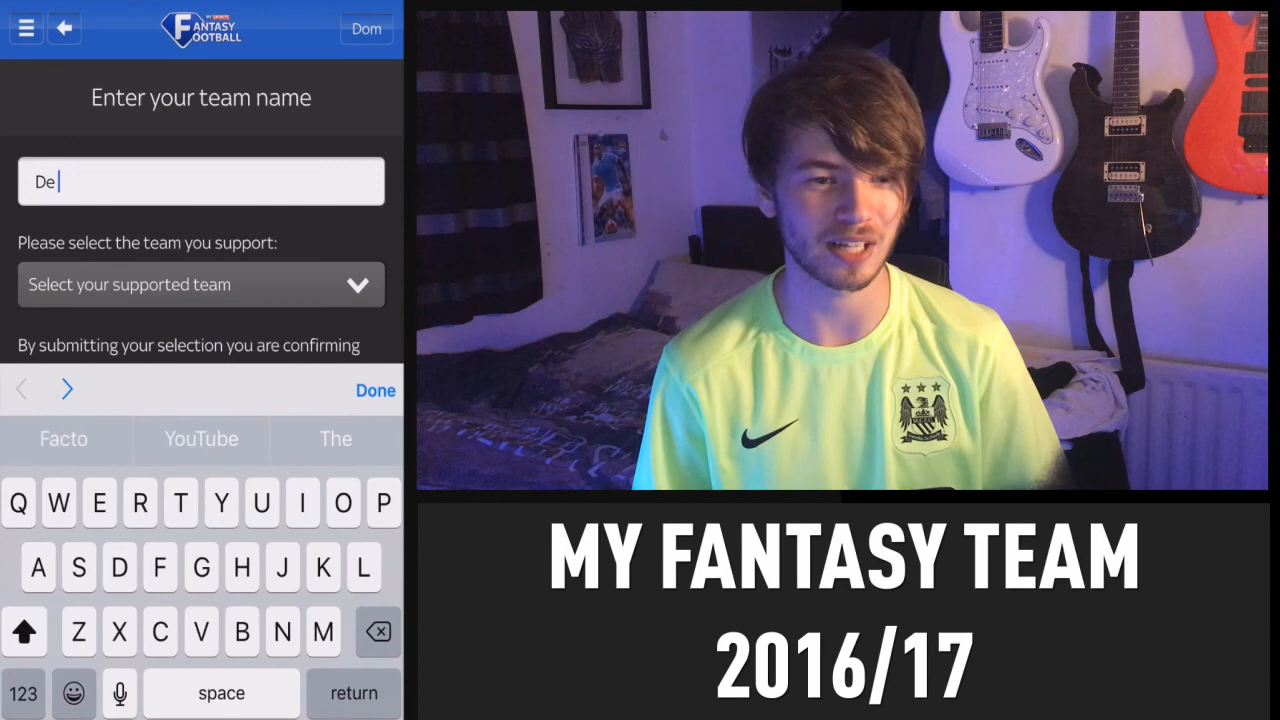 FANTASY
FOOTBALL
Dom
Enter your team name
De
Please select the team you support:
Select your supported team
By submitting your selection you are confirming
Done
Facto
YouTube
The
Q W E R T Y U I O P
A S D F G H J K L
Z X C V B N M
123
space
return
MY FANTASY TEAM
2016/17